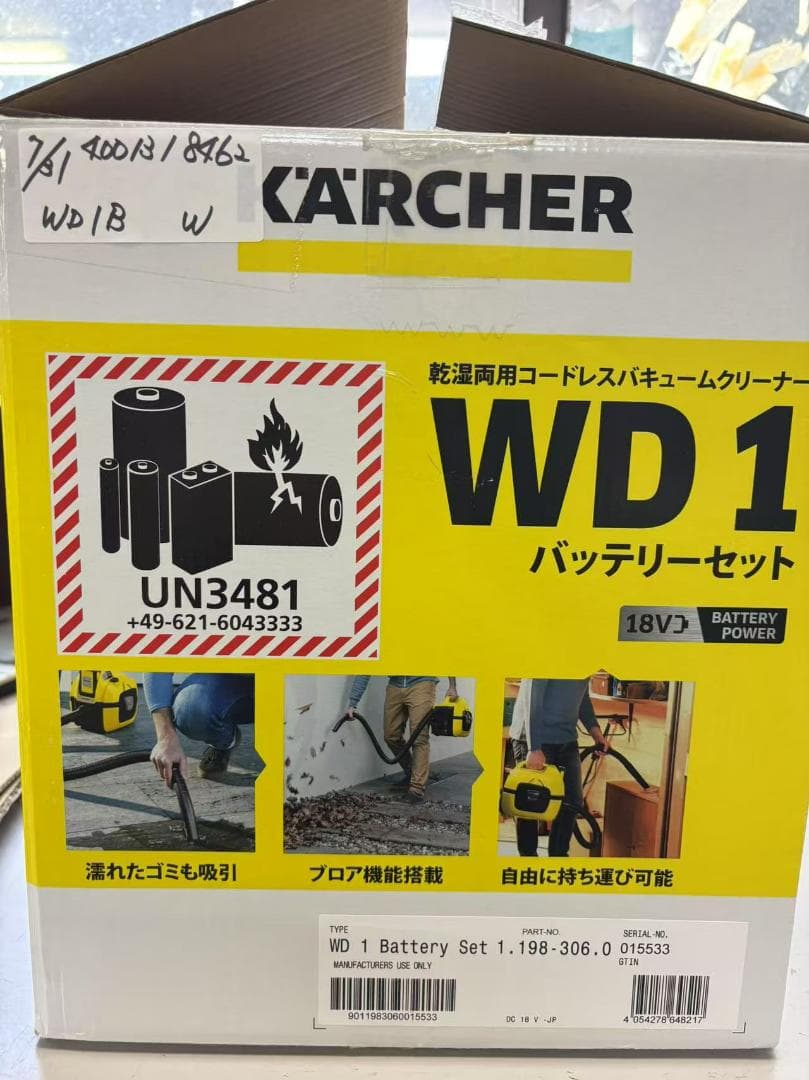 7/31 4001318462
WD1B W
KÄRCHER
乾湿両用コードレスバキュームクリーナー
WD 1
バッテリーセット
18V BATTERY POWER
UN3481
+49-621-6043333
濡れたゴミも吸引
ブロア機能搭載
自由に持ち運び可能
TYPE PART-NO. SERIAL-NO.
WD 1 Battery Set 1.198-306.0 015533
MANUFACTURERS USE ONLY GTIN
9011983060015533 DC 18 V -JP 4 054278 648217